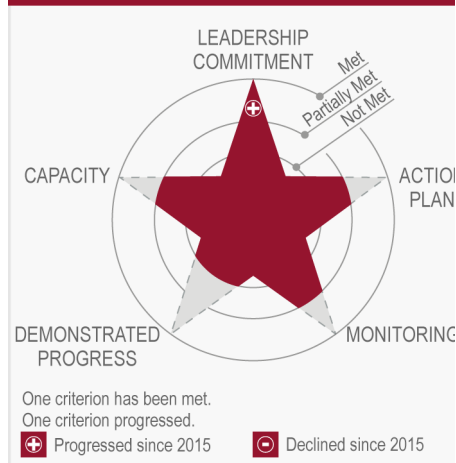 LEADERSHIP
COMMITMENT
Met
Partially Met
Not Met
CAPACITY
ACTION
PLAN
DEMONSTRATED
PROGRESS
MONITORING
One criterion has been met.
One criterion progressed.
Progressed since 2015
Declined since 2015